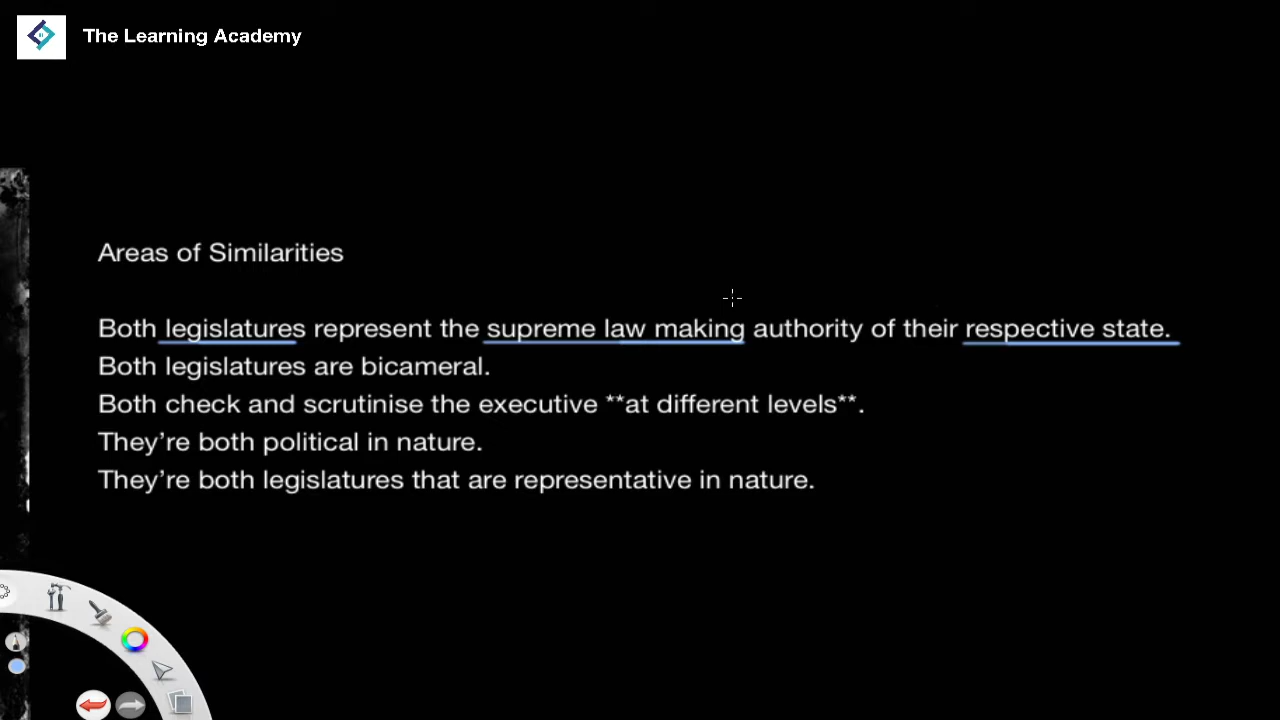 The Learning Academy
Areas of Similarities
Both legislatures represent the supreme law making authority of their respective state.
Both legislatures are bicameral.
Both check and scrutinise the executive **at different levels**.
They’re both political in nature.
They’re both legislatures that are representative in nature.